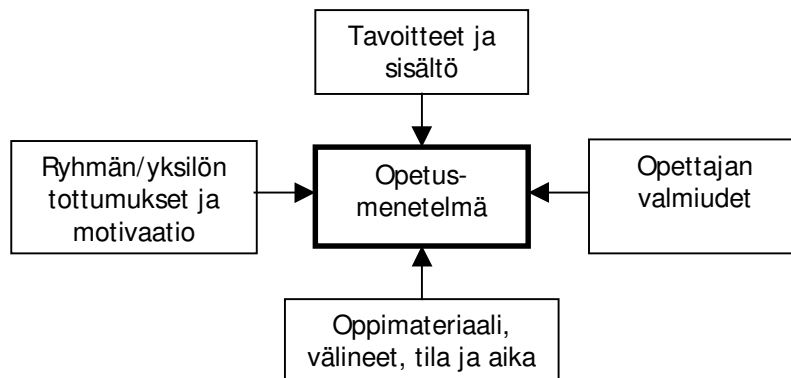 Tavoitteet ja
sisältö
Ryhmän/yksilön
tottumukset ja
motivaatio
Opetus-
menetelmä
Opettajan
valmiudet
Oppimateriaali,
välineet, tila ja aika